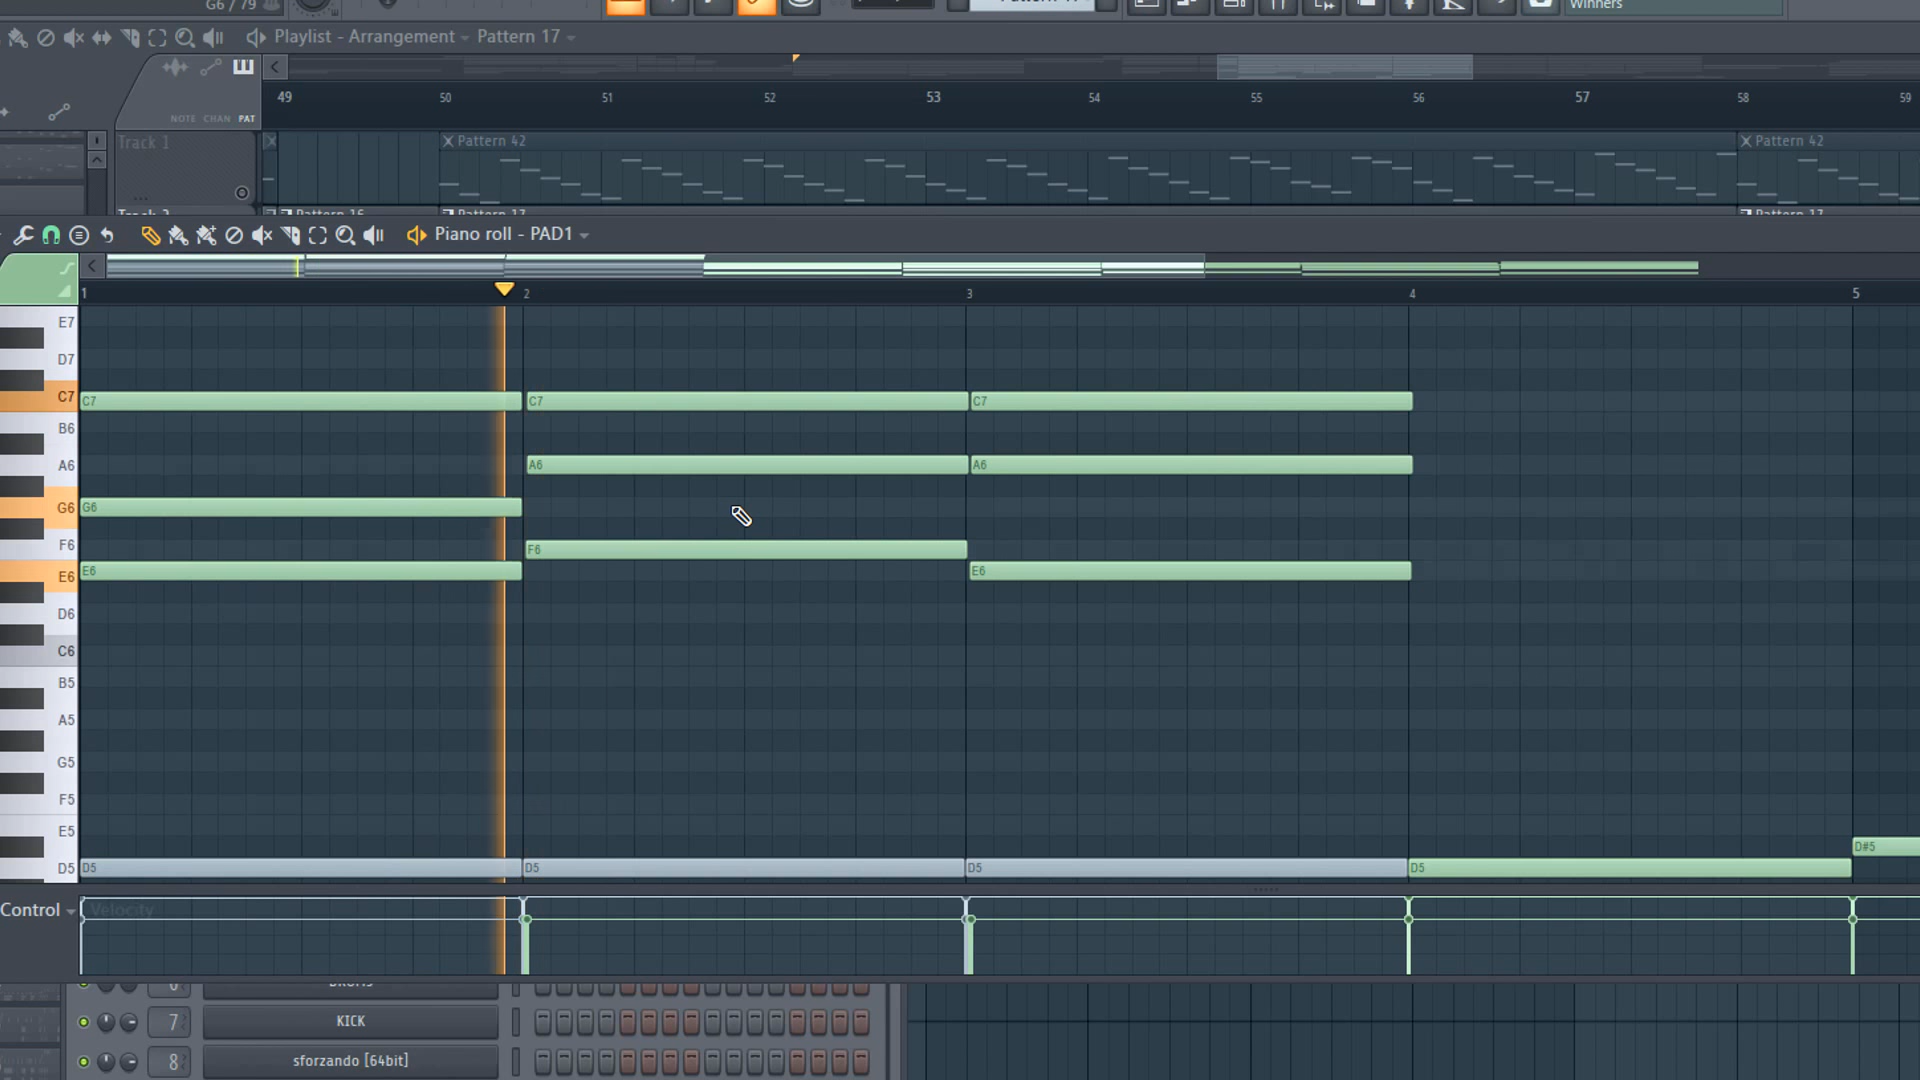 G6 / 79
Winners
Playlist - Arrangement Pattern 17
49 50 51 52 53 54 55 56 57 58 59
NOTE CHAN PAT
Track 1
Pattern 42
Pattern 42
Track 2
Pattern 16
Pattern 17
Pattern 17
Piano roll - PAD1
1 2 3 4 5
E7
D7
C7 C7 C7 C7
B6
A6 A6 A6
G6 G6
F6 F6
E6 E6 E6
D6
C6
B5
A5
G5
F5
E5
D#5
D5 D5 D5 D5 D5
Control Velocity
6 DRUMS
7 KICK
8 sforzando [64bit]